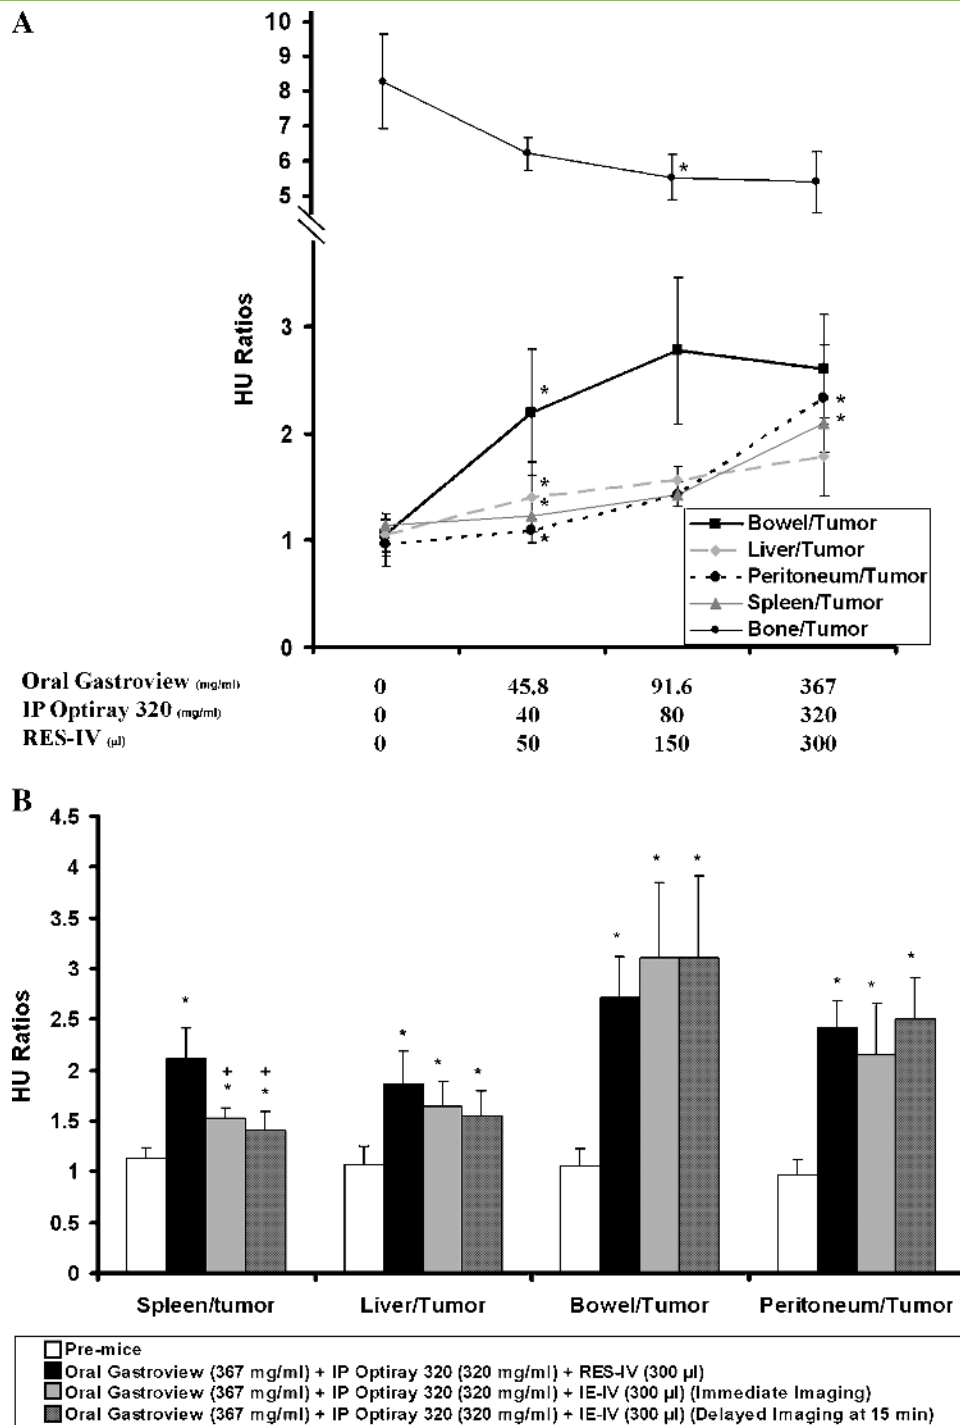 A
10
9
8
7
6
5
*
HU Ratios
3
2
1
0
*
*
*
*
*
*
Bowel/Tumor
Liver/Tumor
Peritoneum/Tumor
Spleen/Tumor
Bone/Tumor
Oral Gastroview (mg/ml) 0 45.8 91.6 367
IP Optiray 320 (mg/ml) 0 40 80 320
RES-IV (µl) 0 50 150 300
B
4.5
4
3.5
3
2.5
2
1.5
1
0.5
0
HU Ratios
* + * + *
* * *
* * *
* * *
Spleen/tumor Liver/Tumor Bowel/Tumor Peritoneum/Tumor
Pre-mice
Oral Gastroview (367 mg/ml) + IP Optiray 320 (320 mg/ml) + RES-IV (300 µl)
Oral Gastroview (367 mg/ml) + IP Optiray 320 (320 mg/ml) + IE-IV (300 µl) (Immediate Imaging)
Oral Gastroview (367 mg/ml) + IP Optiray 320 (320 mg/ml) + IE-IV (300 µl) (Delayed Imaging at 15 min)